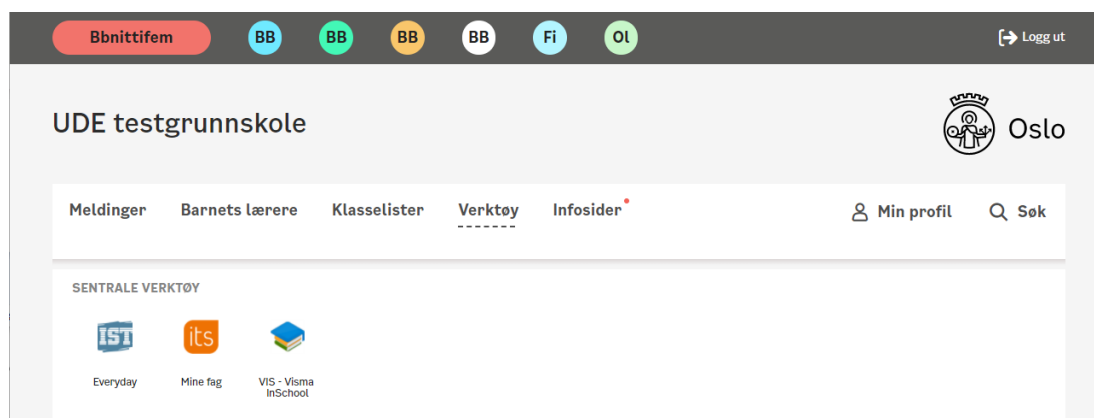 Bbnittifem BB BB BB BB Fi Ol Logg ut
UDE testgrunnskole
Oslo
Meldinger Barnets lærere Klasselister Verktøy Infosider Min profil Søk
SENTRALE VERKTØY
IST its
Everyday Mine fag VIS - Visma
InSchool